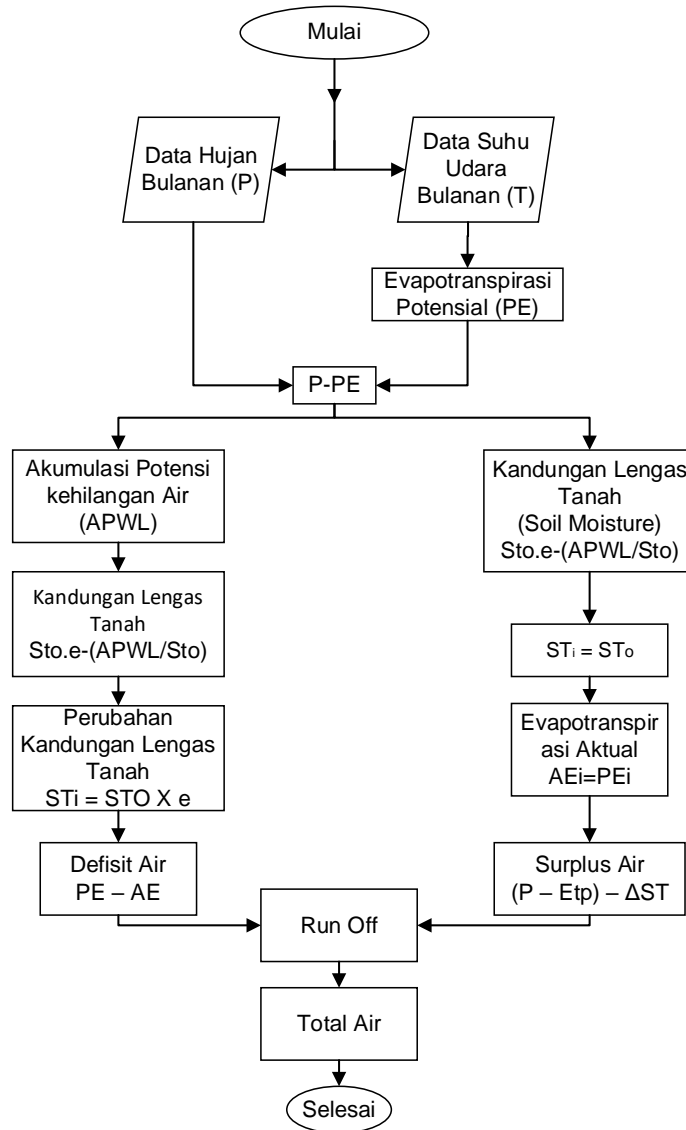 Mulai
Data Hujan
Bulanan (P)
Data Suhu
Udara
Bulanan (T)
Evapotranspirasi
Potensial (PE)
P-PE
Akumulasi Potensi
kehilangan Air
(APWL)
Kandungan Lengas
Tanah
Sto.e-(APWL/Sto)
Perubahan
Kandungan Lengas
Tanah
STi = STO X e
Defisit Air
PE – AE
Kandungan Lengas
Tanah
(Soil Moisture)
Sto.e-(APWL/Sto)
STi = STo
Evapotranspir
asi Aktual
AEi=PEi
Surplus Air
(P – Etp) – ΔST
Run Off
Total Air
Selesai